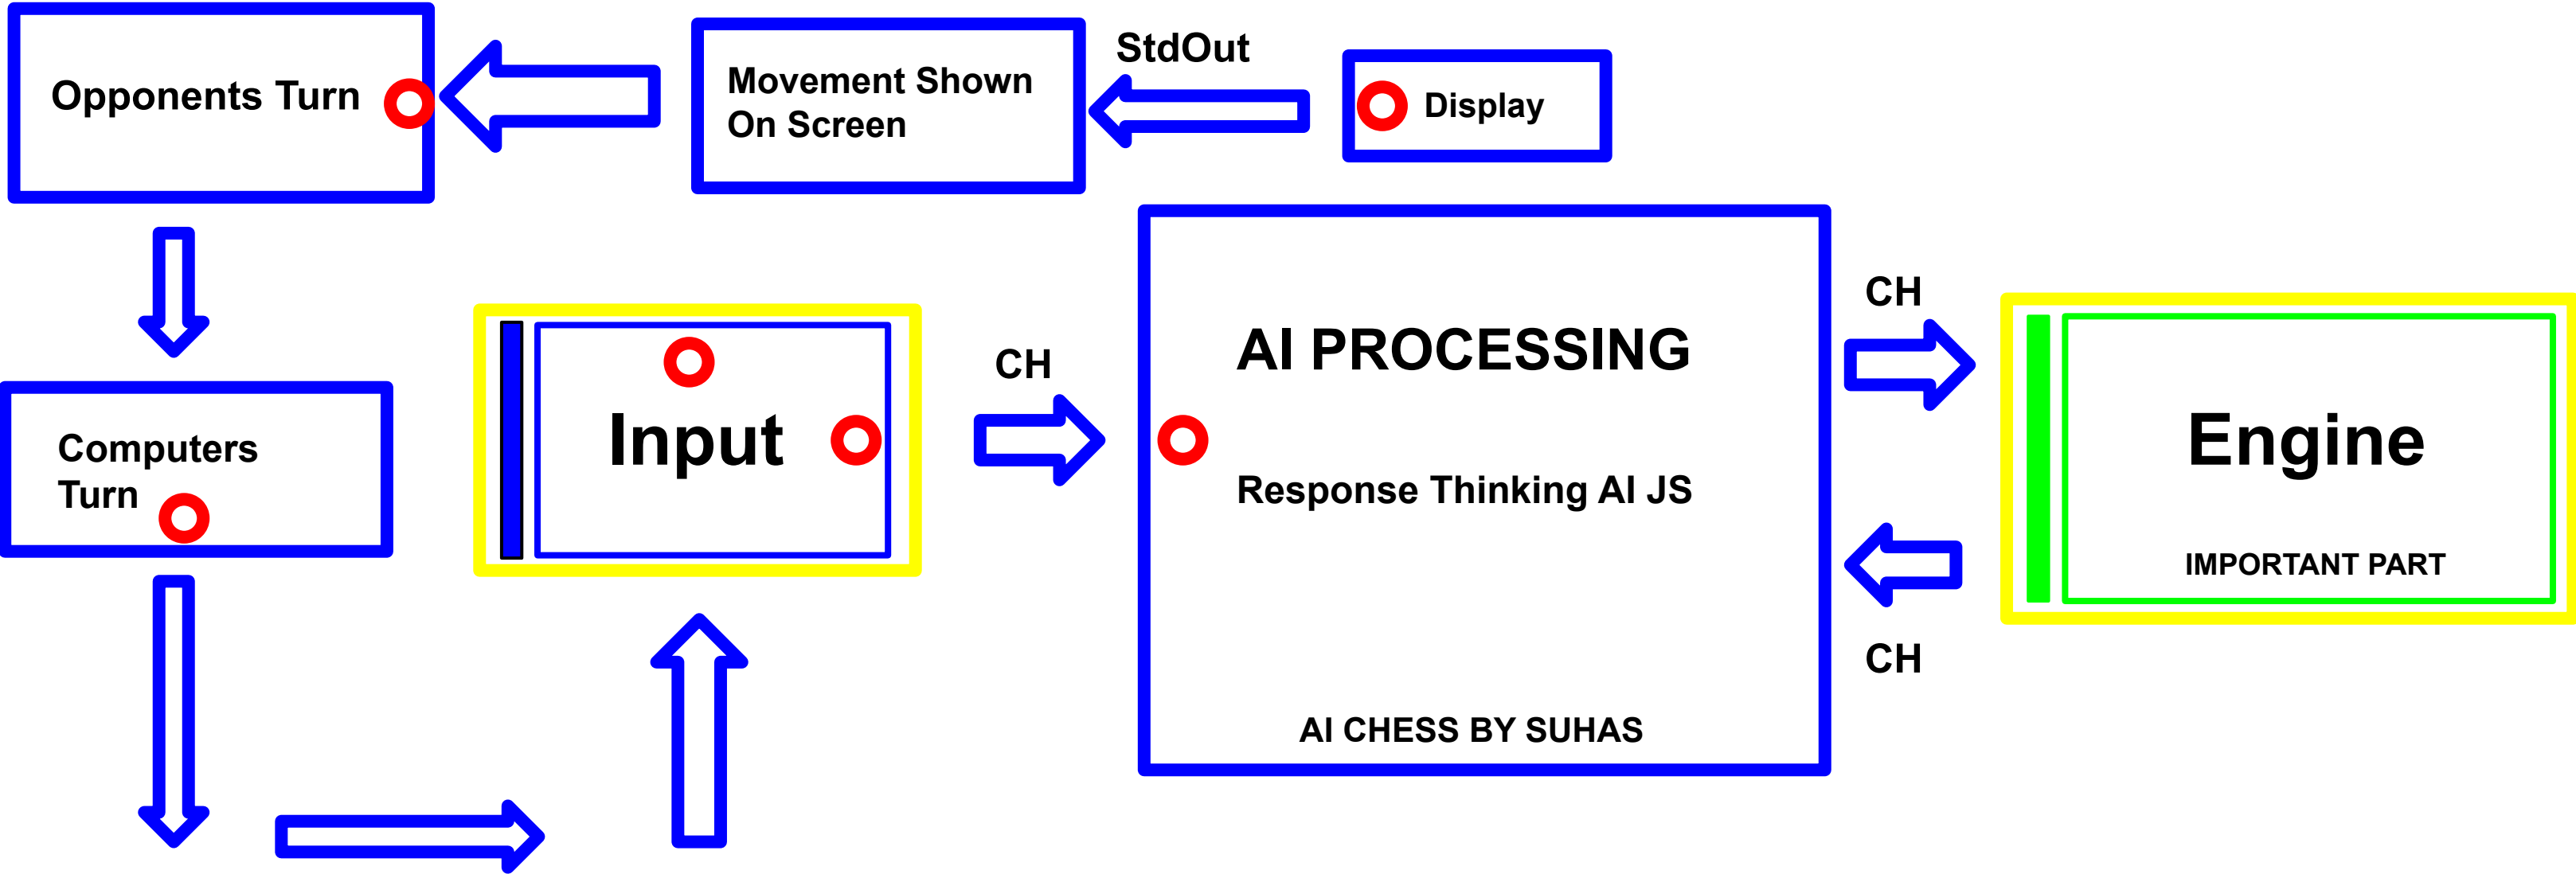 Opponents Turn
Movement Shown
On Screen
StdOut
Display
Computers
Turn
Input
CH
AI PROCESSING
Response Thinking AI JS
AI CHESS BY SUHAS
CH
CH
Engine
IMPORTANT PART